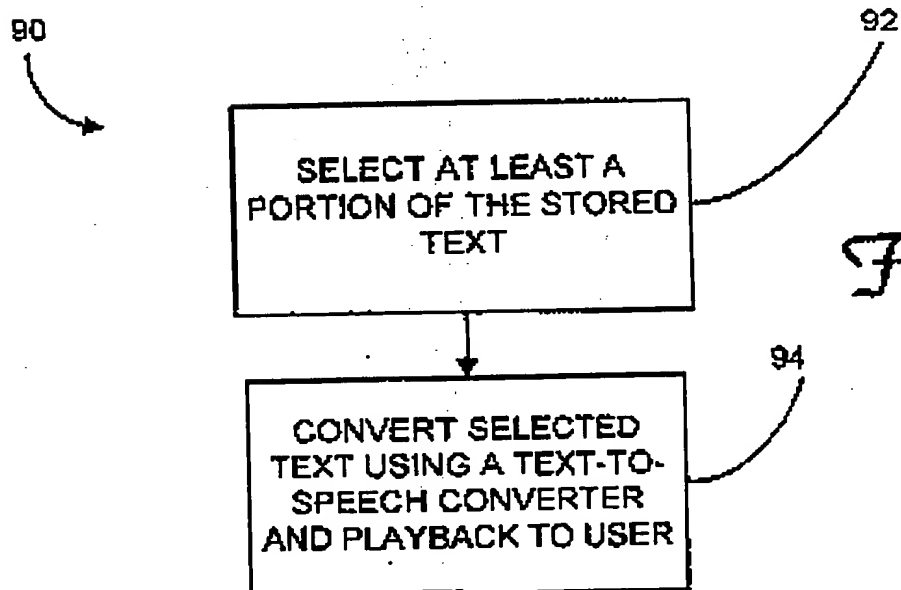 90
92
SELECT AT LEAST A
PORTION OF THE STORED
TEXT
94
CONVERT SELECTED
TEXT USING A TEXT-TO-
SPEECH CONVERTER
AND PLAYBACK TO USER